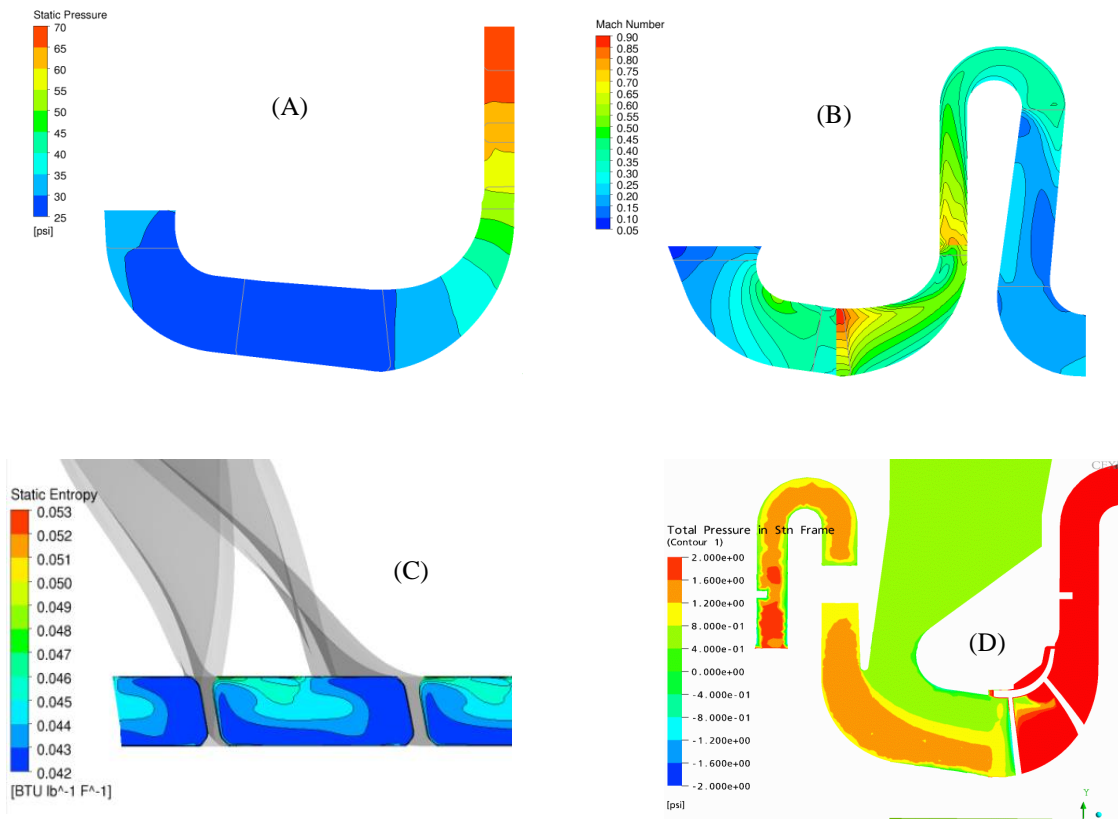 Static Pressure
70
65
60
55
50
45
40
35
30
25
[psi]
(A)
Mach Number
0.90
0.85
0.80
0.75
0.70
0.65
0.60
0.55
0.50
0.45
0.40
0.35
0.30
0.25
0.20
0.15
0.10
0.05
(B)
Static Entropy
0.053
0.052
0.051
0.050
0.049
0.048
0.047
0.046
0.045
0.044
0.043
0.042
[BTU lb^-1 F^-1]
(C)
Total Pressure in Stn Frame
(Contour 1)
2.000e+00
1.600e+00
1.200e+00
8.000e-01
4.000e-01
0.000e+00
-4.000e-01
-8.000e-01
-1.200e+00
-1.600e+00
-2.000e+00
[psi]
(D)
Y